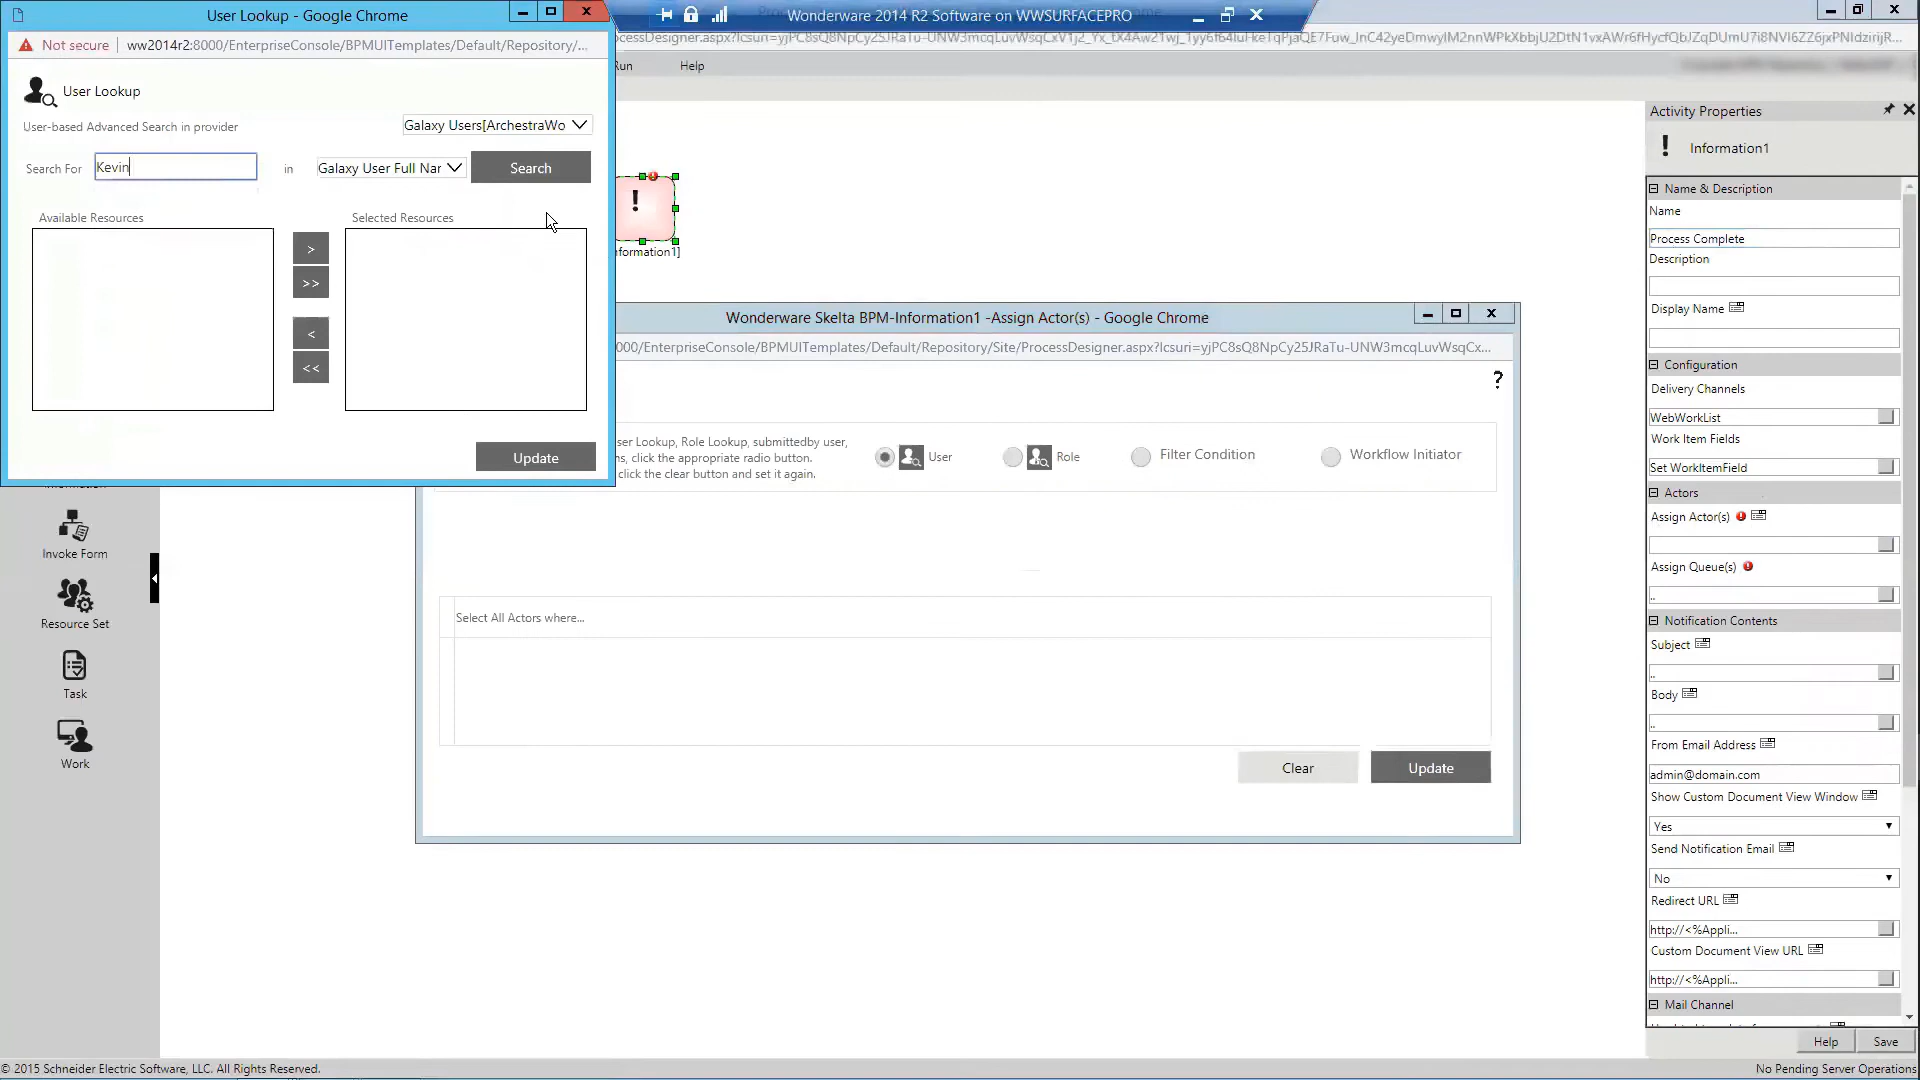 User Lookup - Google Chrome
Not secure
ww2014r2:8000/EnterpriseConsole/BPMUITemplates/Default/Repository/...
User Lookup
User-based Advanced Search in provider
Galaxy Users[ArchestraWo
Search For
Kevin
in
Galaxy User Full Nar
Search
Available Resources
Selected Resources
>
>>
<
<<
Update
Wonderware 2014 R2 Software on WWSURFACEPRO
Run
Help
nformation1]
Wonderware Skelta BPM-Information1 -Assign Actor(s) - Google Chrome
000/EnterpriseConsole/BPMUITemplates/Default/Repository/Site/ProcessDesigner.aspx?lcsuri=yjPC8sQ8NpCy25JRaTu-UNW3mcqLuvWsqCx...
?
ser Lookup, Role Lookup, submittedby user,
ns, click the appropriate radio button.
click the clear button and set it again.
User
Role
Filter Condition
Workflow Initiator
Select All Actors where...
Clear
Update
Invoke Form
Resource Set
Task
Work
Activity Properties
Information1
Name & Description
Name
Process Complete
Description
Display Name
Configuration
Delivery Channels
WebWorkList
Work Item Fields
Set WorkItemField
Actors
Assign Actor(s)
Assign Queue(s)
..
Notification Contents
Subject
..
Body
..
From Email Address
admin@domain.com
Show Custom Document View Window
Yes
Send Notification Email
No
Redirect URL
http://<%Appli...
Custom Document View URL
http://<%Appli...
Mail Channel
Help
Save
© 2015 Schneider Electric Software, LLC. All Rights Reserved.
No Pending Server Operations